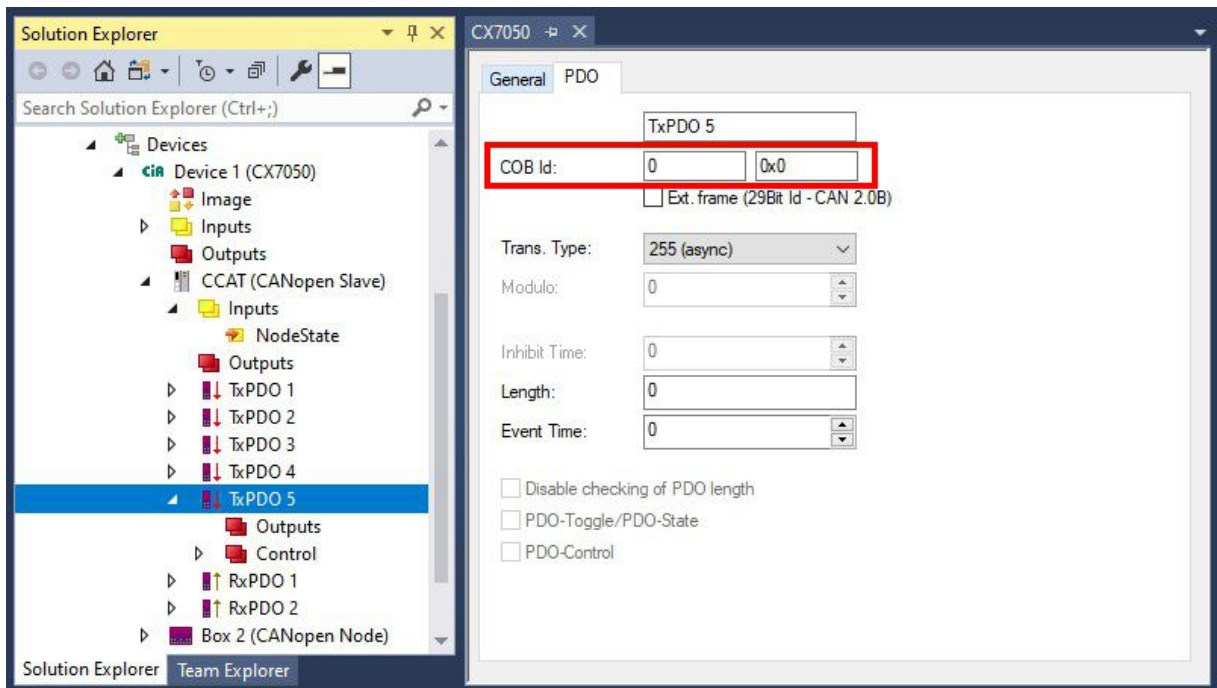 Solution Explorer
Search Solution Explorer (Ctrl+;)
Devices
CiA Device 1 (CX7050)
Image
Inputs
Outputs
CCAT (CANopen Slave)
Inputs
NodeState
Outputs
TxPDO 1
TxPDO 2
TxPDO 3
TxPDO 4
TxPDO 5
Outputs
Control
RxPDO 1
RxPDO 2
Box 2 (CANopen Node)
Solution Explorer Team Explorer
CX7050
General PDO
TxPDO 5
COB Id: 0 0x0
Ext. frame (29Bit Id - CAN 2.0B)
Trans. Type: 255 (async)
Modulo: 0
Inhibit Time: 0
Length: 0
Event Time: 0
Disable checking of PDO length
PDO-Toggle/PDO-State
PDO-Control